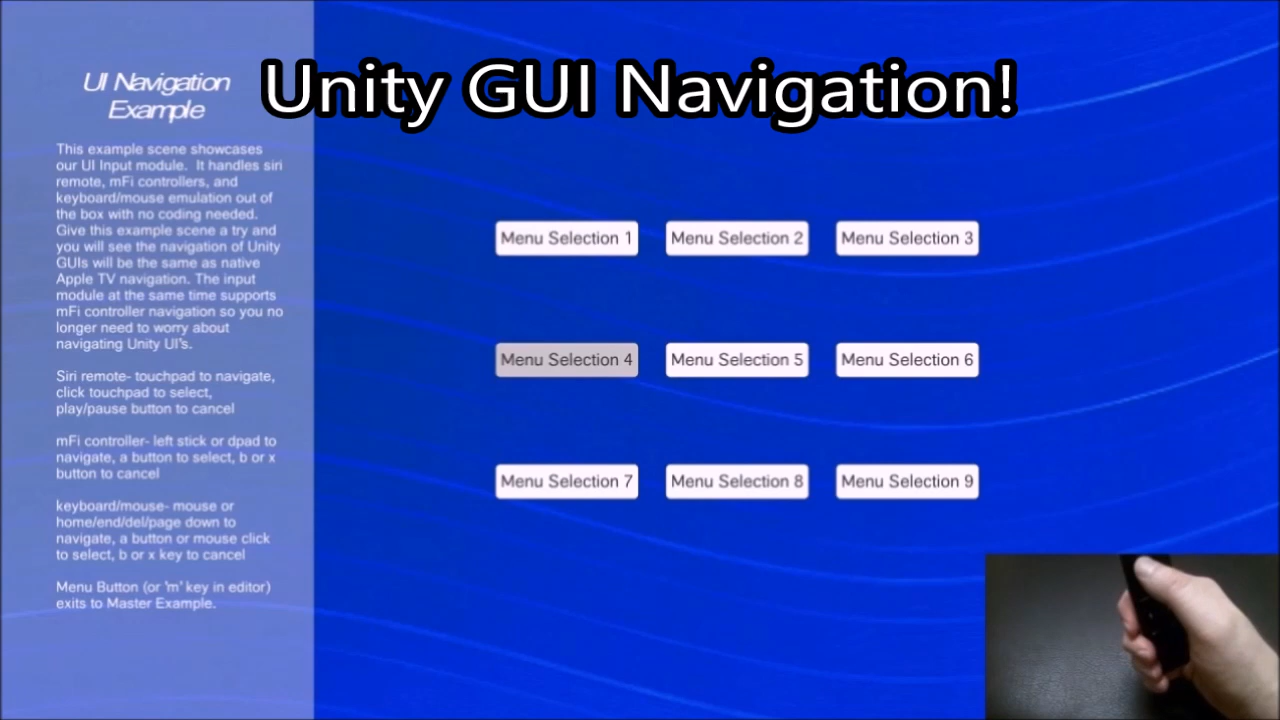 Unity GUI Navigation!
UI Navigation
Example
This example scene showcases
our UI Input module.  It handles siri
remote, mFi controllers, and
keyboard/mouse emulation out of
the box with no coding needed.
Give this example scene a try and
you will see the navigation of Unity
GUIs will be the same as native
Apple TV navigation. The input
module at the same time supports
mFi controller navigation so you no
longer need to worry about
navigating Unity UI's.
Siri remote- touchpad to navigate,
click touchpad to select,
play/pause button to cancel
mFi controller- left stick or dpad to
navigate, a button to select, b or x
button to cancel
keyboard/mouse- mouse or
home/end/del/page down to
navigate, a button or mouse click
to select, b or x key to cancel
Menu Button (or 'm' key in editor)
exits to Master Example.
Menu Selection 1
Menu Selection 2
Menu Selection 3
Menu Selection 4
Menu Selection 5
Menu Selection 6
Menu Selection 7
Menu Selection 8
Menu Selection 9